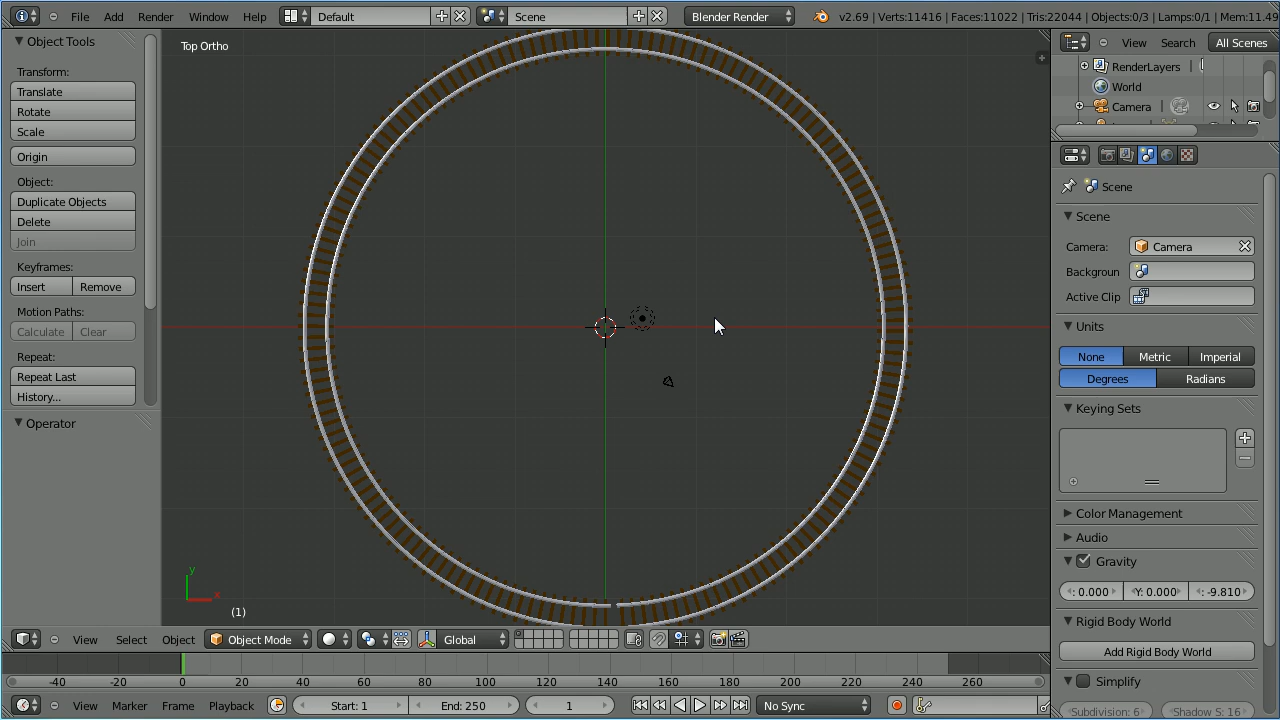 File Add Render Window Help Default Scene Blender Render v2.69 | Verts:11416 | Faces:11022 | Tris:22044 | Objects:0/3 | Lamps:0/1 | Mem:11.49
Object Tools
Transform:
Translate
Rotate
Scale
Origin
Object:
Duplicate Objects
Delete
Join
Keyframes:
Insert Remove
Motion Paths:
Calculate Clear
Repeat:
Repeat Last
History...
Operator
Top Ortho
y
x
(1)
View Search All Scenes
RenderLayers
World
Camera
Scene
Scene
Camera: Camera
Backgroun
Active Clip
Units
None Metric Imperial
Degrees Radians
Keying Sets
Color Management
Audio
Gravity
: 0.000 Y: 0.000 : -9.810
Rigid Body World
Add Rigid Body World
Simplify
Subdivision: 6 Shadow S: 16
View Select Object Object Mode Global
-40 -20 0 20 40 60 80 100 120 140 160 180 200 220 240 260
View Marker Frame Playback Start: 1 End: 250 1 No Sync